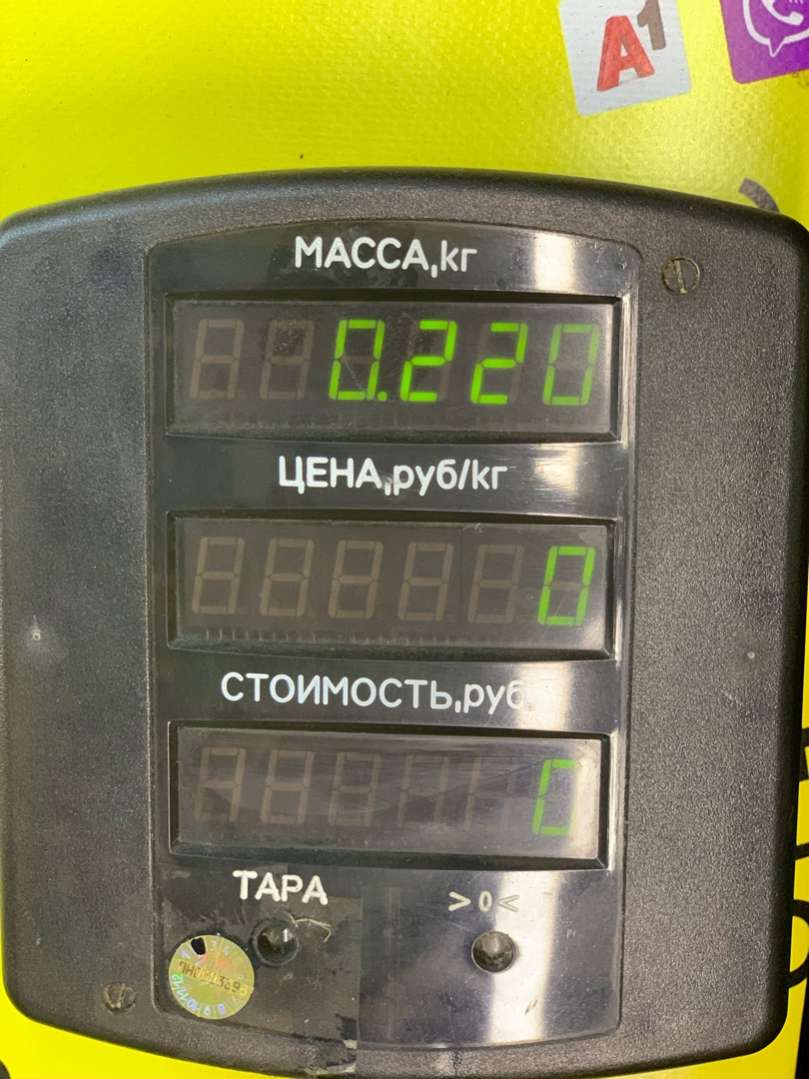 A1
МАССА,кг
0.220
ЦЕНА,руб/кг
0
СТОИМОСТЬ,руб
0
ТАРА
>0<